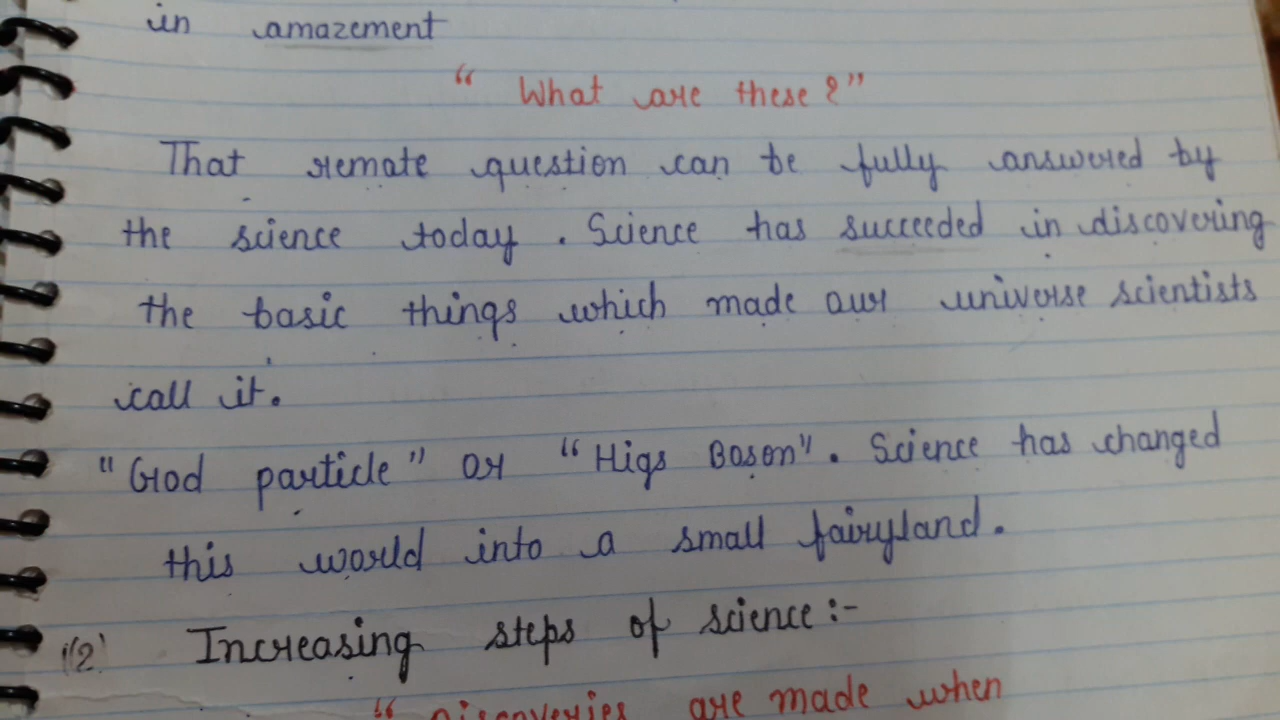 in amazement
" What are these ? "
That remate question can be fully answered by
the science today . Science has succeeded in discovering
the basic things which made our universe scientists
call it.
" God particle " or " Higs Boson " . Science has changed
this world into a small fairyland .
(2) Increasing steps of science :-
" Discoveries are made when